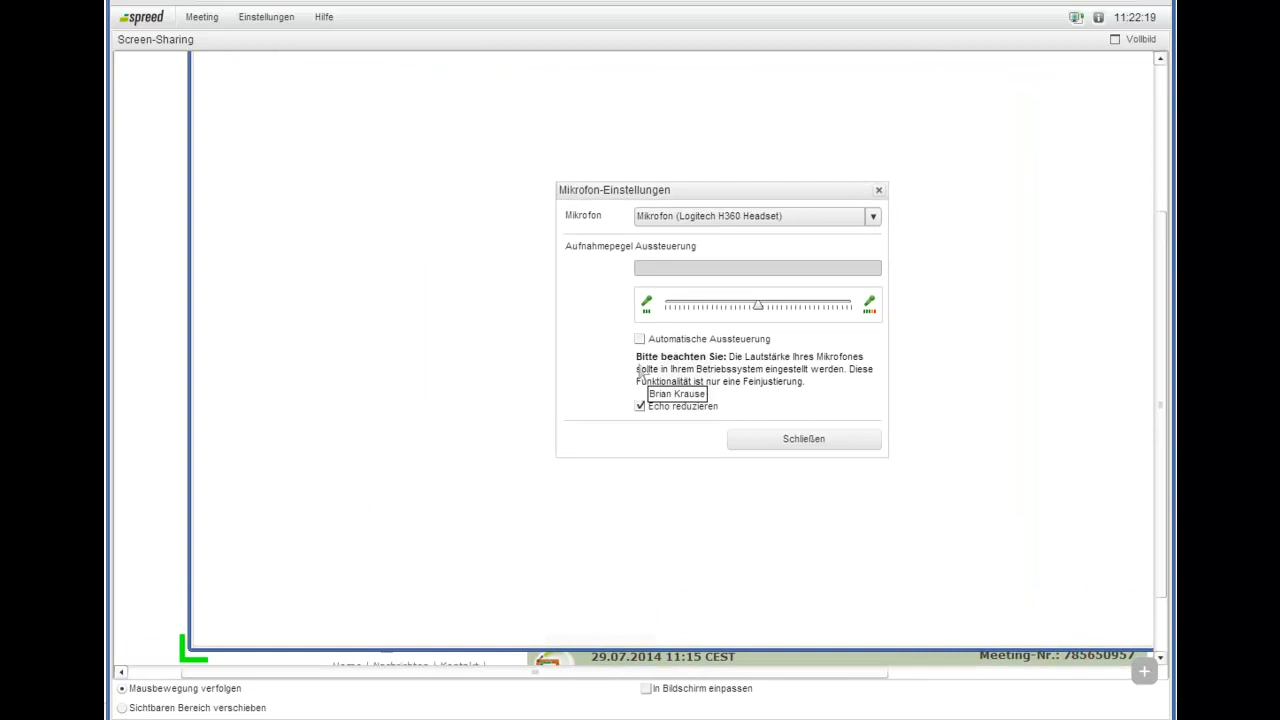 spreed Meeting Einstellungen Hilfe 11:22:19
Screen-Sharing Vollbild
Mikrofon-Einstellungen
Mikrofon Mikrofon (Logitech H360 Headset)
Aufnahmepegel Aussteuerung
Automatische Aussteuerung
Bitte beachten Sie: Die Lautstärke Ihres Mikrofones
sollte in Ihrem Betriebssystem eingestellt werden. Diese
Funktionalität ist nur eine Feinjustierung.
Brian Krause
Echo reduzieren
Schließen
29.07.2014 11:15 CEST Meeting-Nr.: 785650957
Home | Nachrichten | Kontakt |
Mausbewegung verfolgen In Bildschirm einpassen
Sichtbaren Bereich verschieben